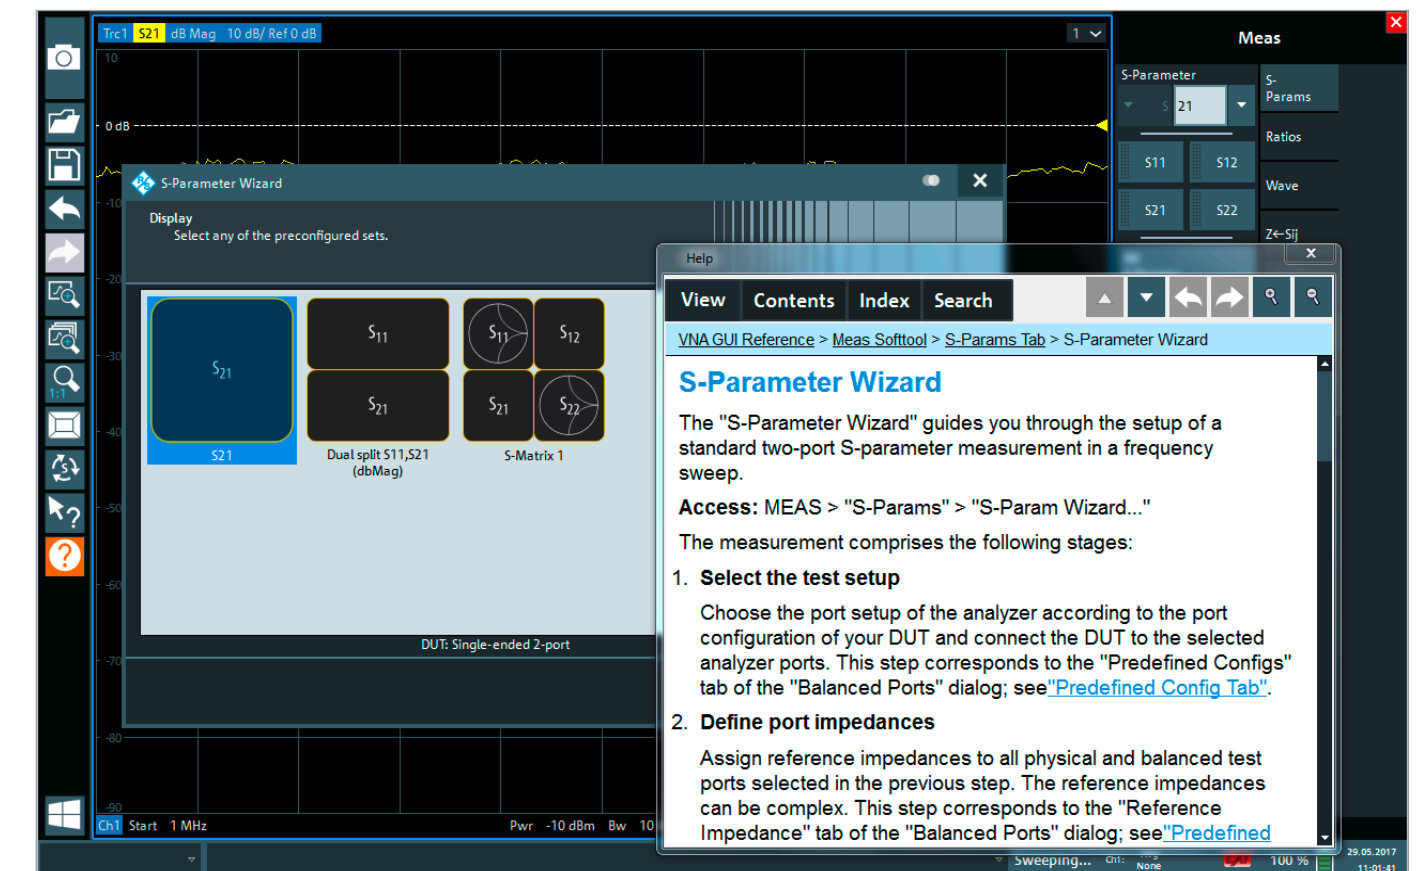 Trc1 S21 dB Mag 10 dB/ Ref 0 dB
1
10
0 dB
-10
-20
-30
-40
-50
-60
-70
-80
-90
1:1
S-Parameter Wizard
Display
Select any of the preconfigured sets.
S21
S21
S11
S21
Dual split S11,S21
(dbMag)
S11 S12
S21 S22
S-Matrix 1
DUT: Single-ended 2-port
Ch1 Start 1 MHz Pwr -10 dBm Bw 10
Meas
S-Parameter
S 21
S11 S12
S21 S22
S-
Params
Ratios
Wave
Z←Sij
Help
View Contents Index Search
VNA GUI Reference > Meas Softtool > S-Params Tab > S-Parameter Wizard
S-Parameter Wizard
The "S-Parameter Wizard" guides you through the setup of a
standard two-port S-parameter measurement in a frequency
sweep.
Access: MEAS > "S-Params" > "S-Param Wizard..."
The measurement comprises the following stages:
1. Select the test setup
Choose the port setup of the analyzer according to the port
configuration of your DUT and connect the DUT to the selected
analyzer ports. This step corresponds to the "Predefined Configs"
tab of the "Balanced Ports" dialog; see"Predefined Config Tab".
2. Define port impedances
Assign reference impedances to all physical and balanced test
ports selected in the previous step. The reference impedances
can be complex. This step corresponds to the "Reference
Impedance" tab of the "Balanced Ports" dialog; see"Predefined
Sweeping... Ch1:
None
100 %
29.05.2017
11:01:41